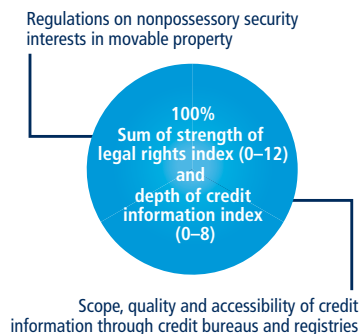 Regulations on nonpossessory security
interests in movable property
100%
Sum of strength of
legal rights index (0–12)
and
depth of credit
information index
(0–8)
Scope, quality and accessibility of credit
information through credit bureaus and registries